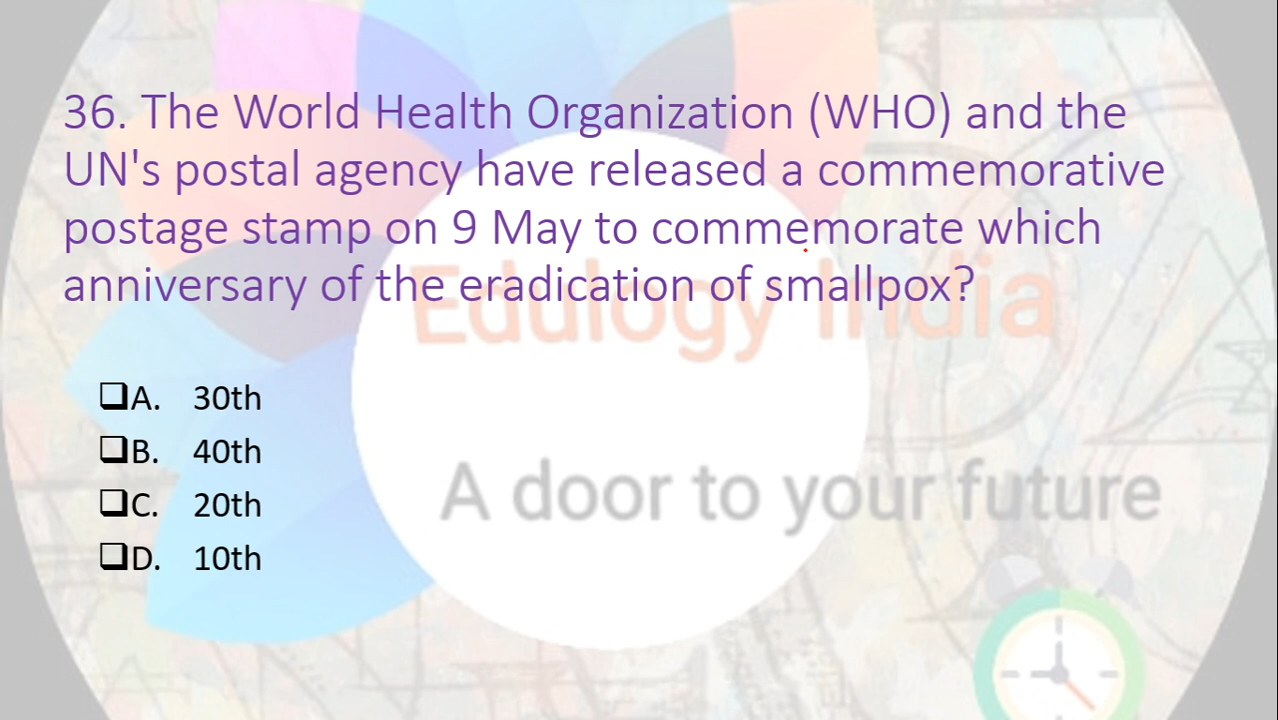 36. The World Health Organization (WHO) and the
UN's postal agency have released a commemorative
postage stamp on 9 May to commemorate which
anniversary of the eradication of smallpox?
Edulogy India
A. 30th
B. 40th
A door to your future
C. 20th
D. 10th